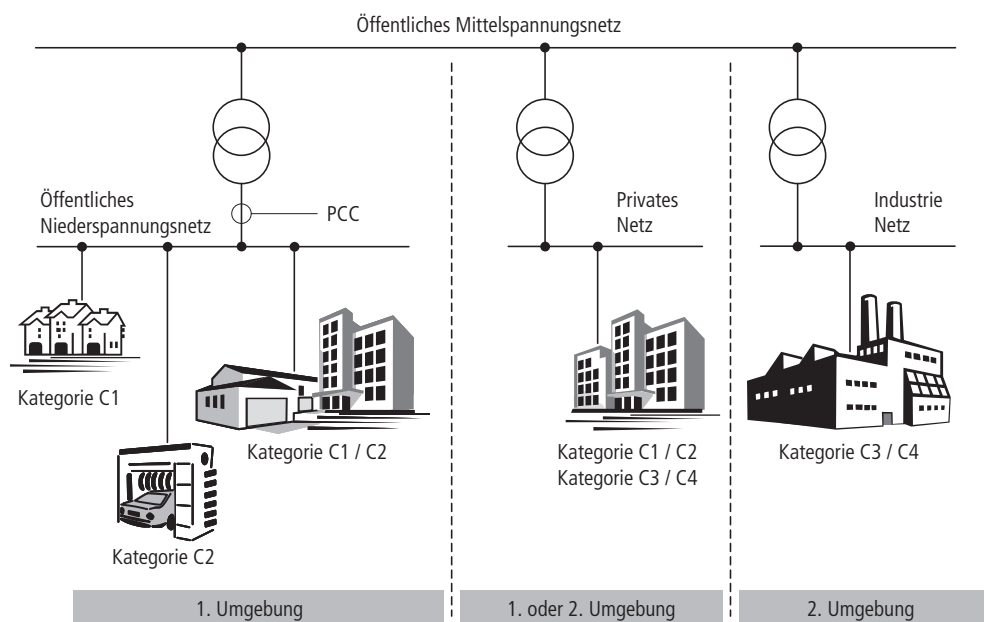 Öffentliches Mittelspannungsnetz
Öffentliches
Niederspannungsnetz
PCC
Privates
Netz
Industrie
Netz
Kategorie C1
Kategorie C1 / C2
Kategorie C2
Kategorie C1 / C2
Kategorie C3 / C4
Kategorie C3 / C4
1. Umgebung
1. oder 2. Umgebung
2. Umgebung